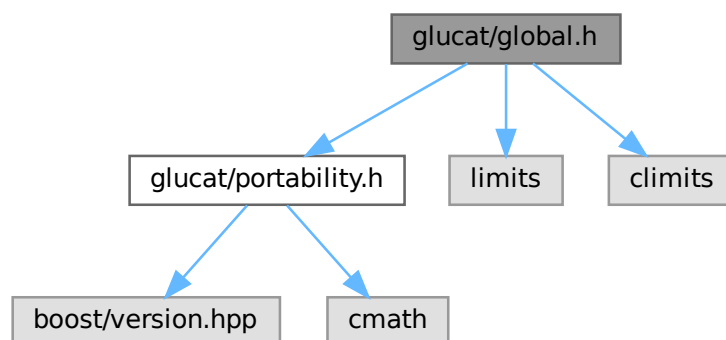 glucat/global.h
glucat/portability.h
limits
climits
boost/version.hpp
cmath